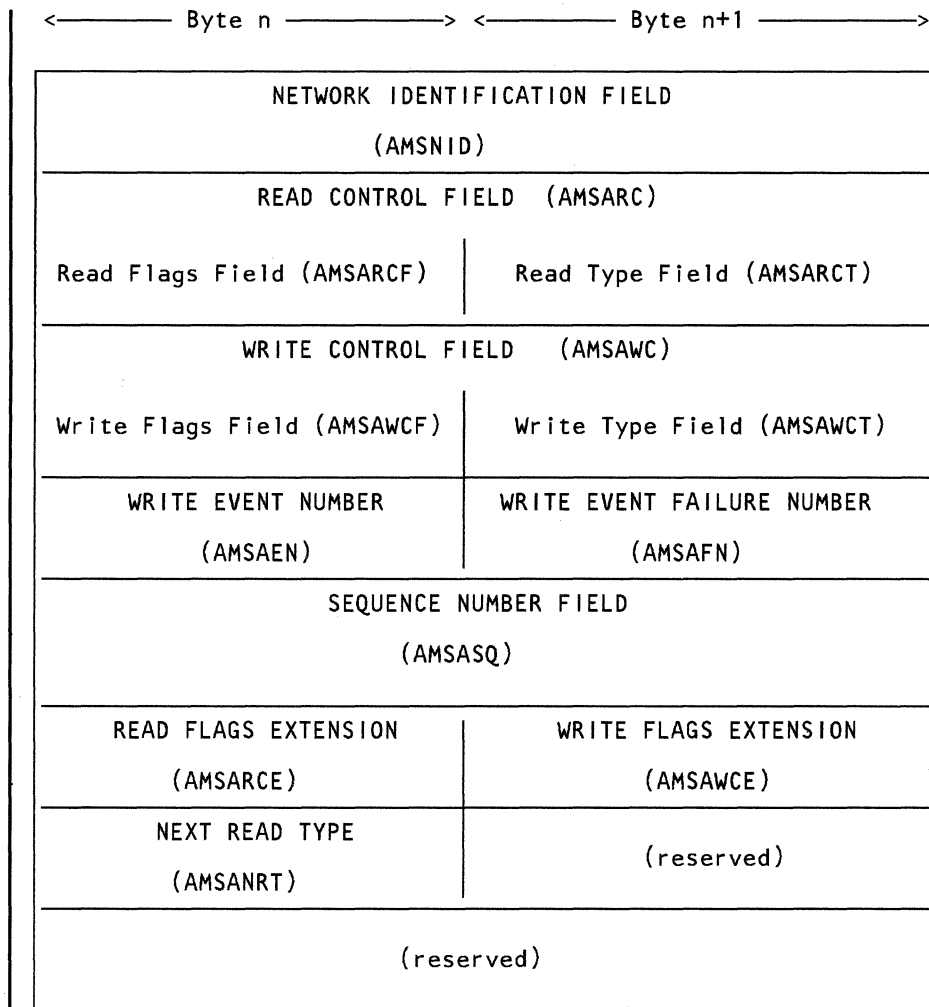 <———— Byte n ————> <———— Byte n+1 ————>
NETWORK IDENTIFICATION FIELD
(AMSNID)
READ CONTROL FIELD (AMSARC)
Read Flags Field (AMSARCF) Read Type Field (AMSARCT)
WRITE CONTROL FIELD (AMSAWC)
Write Flags Field (AMSAWCF) Write Type Field (AMSAWCT)
WRITE EVENT NUMBER WRITE EVENT FAILURE NUMBER
(AMSAEN) (AMSAFN)
SEQUENCE NUMBER FIELD
(AMSASQ)
READ FLAGS EXTENSION WRITE FLAGS EXTENSION
(AMSARCE) (AMSAWCE)
NEXT READ TYPE
(AMSANRT) (reserved)
(reserved)